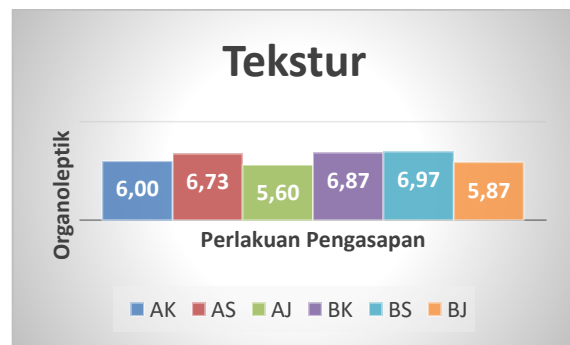 Tekstur
Organoleptik
6,00 6,73 5,60 6,87 6,97 5,87
Perlakuan Pengasapan
AK AS AJ BK BS BJ